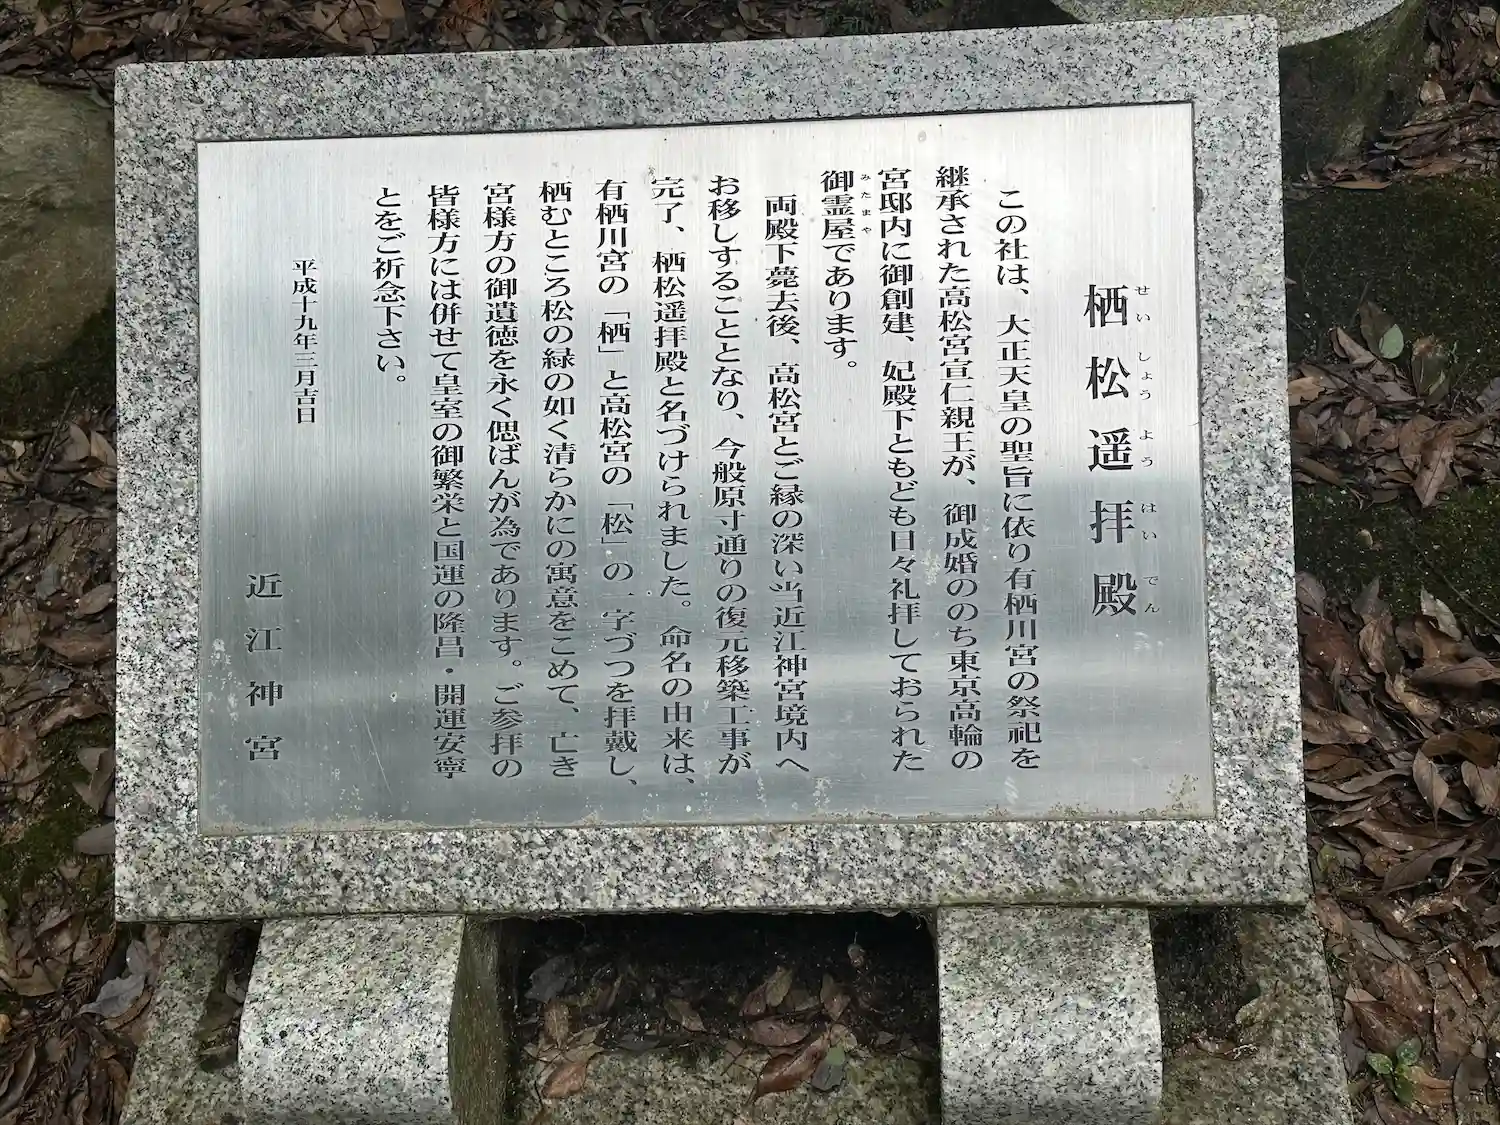 栖松遥拝殿
せいしょうようはいでん
この社は、大正天皇の聖旨に依り有栖川宮の祭祀を
継承された高松宮宣仁親王が、御成婚ののち東京高輪の
宮邸内に御創建、妃殿下ともども日々礼拝しておられた
御霊屋であります。
みたまや
両殿下薨去後、高松宮とご縁の深い当近江神宮境内へ
お移しすることとなり、今般原寸通りの復元移築工事が
完了、栖松遥拝殿と名づけられました。命名の由来は、
有栖川宮の「栖」と高松宮の「松」の一字づつを拝戴し、
栖むところ松の緑の如く清らかにの寓意をこめて、亡き
宮様方の御遺徳を永く偲ばんが為であります。ご参拝の
皆様方には併せて皇室の御繁栄と国運の隆昌・開運安寧
とをご祈念下さい。
平成十九年三月吉日
近江神宮